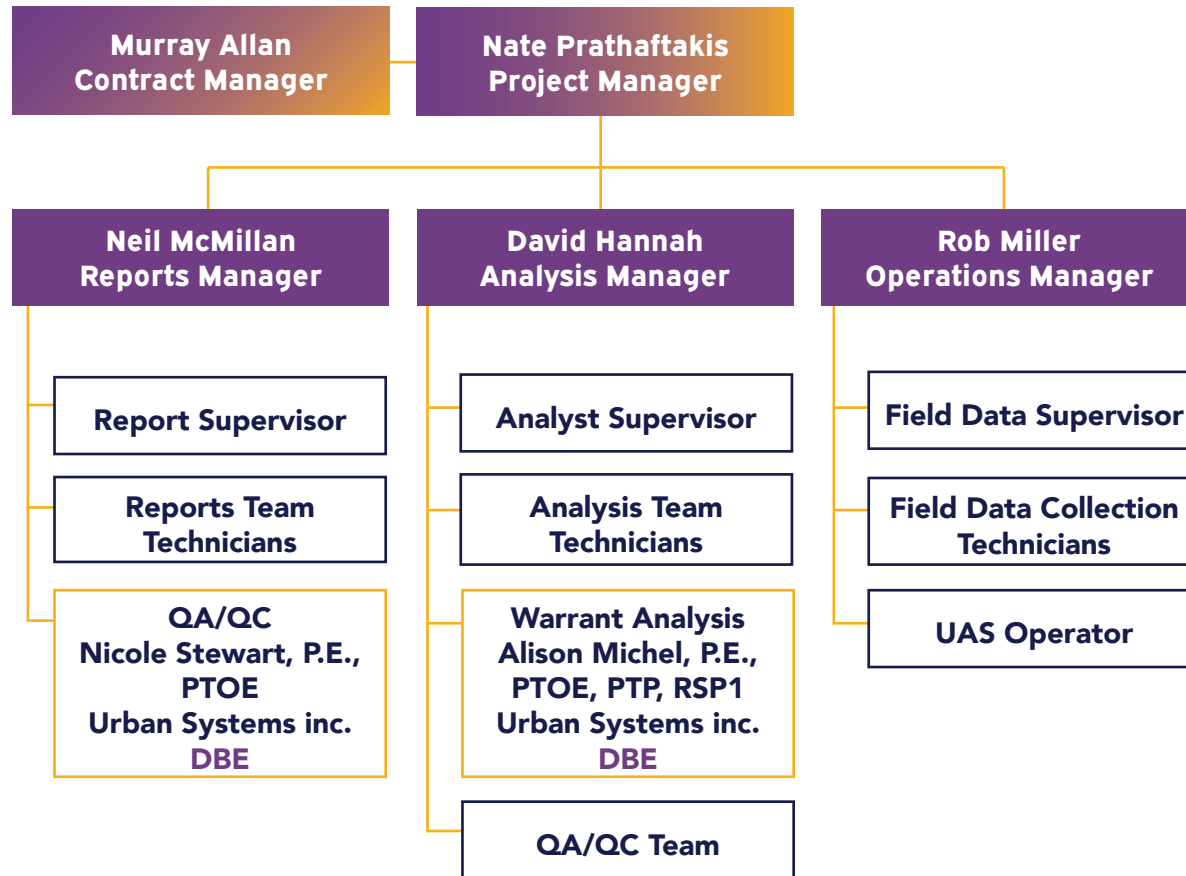 Murray Allan
Contract Manager
Nate Prathaftakis
Project Manager
Neil McMillan
Reports Manager
David Hannah
Analysis Manager
Rob Miller
Operations Manager
Report Supervisor
Reports Team
Technicians
QA/QC
Nicole Stewart, P.E.,
PTOE
Urban Systems inc.
DBE
Analyst Supervisor
Analysis Team
Technicians
Warrant Analysis
Alison Michel, P.E.,
PTOE, PTP, RSP1
Urban Systems inc.
DBE
QA/QC Team
Field Data Supervisor
Field Data Collection
Technicians
UAS Operator